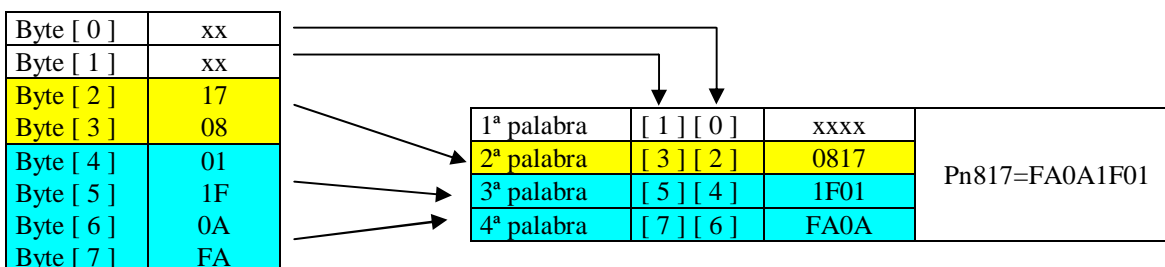 Byte [ 0 ] xx
Byte [ 1 ] xx
Byte [ 2 ] 17
Byte [ 3 ] 08
Byte [ 4 ] 01
Byte [ 5 ] 1F
Byte [ 6 ] 0A
Byte [ 7 ] FA
1ª palabra [ 1 ] [ 0 ] xxxx
2ª palabra [ 3 ] [ 2 ] 0817
3ª palabra [ 5 ] [ 4 ] 1F01
4ª palabra [ 7 ] [ 6 ] FA0A
Pn817=FA0A1F01